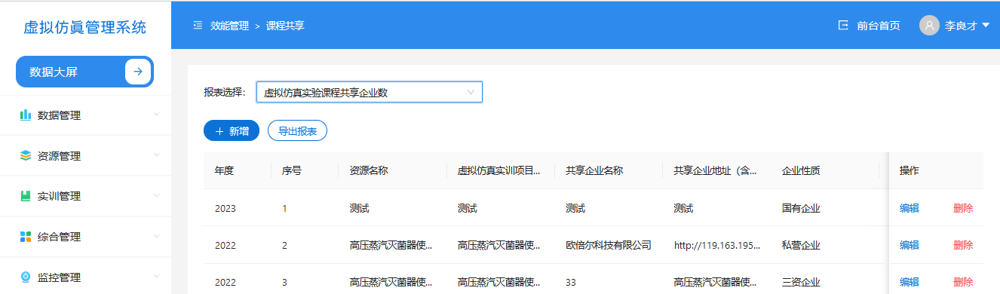 虚拟仿真管理系统
效能管理 > 课程共享
前台首页
李良才
数据大屏
数据管理
资源管理
实训管理
综合管理
监控管理
报表选择： 虚拟仿真实验课程共享企业数
+ 新增 导出报表
年度 序号 资源名称 虚拟仿真实训项目... 共享企业名称 共享企业地址（含... 企业性质 操作
2023 1 测试 测试 测试 测试 国有企业 编辑 删除
2022 2 高压蒸汽灭菌器使... 高压蒸汽灭菌器使... 欧倍尔科技有限公司 http://119.163.195... 私营企业 编辑 删除
2022 3 高压蒸汽灭菌器使... 高压蒸汽灭菌器使... 33 高压蒸汽灭菌器使... 三资企业 编辑 删除